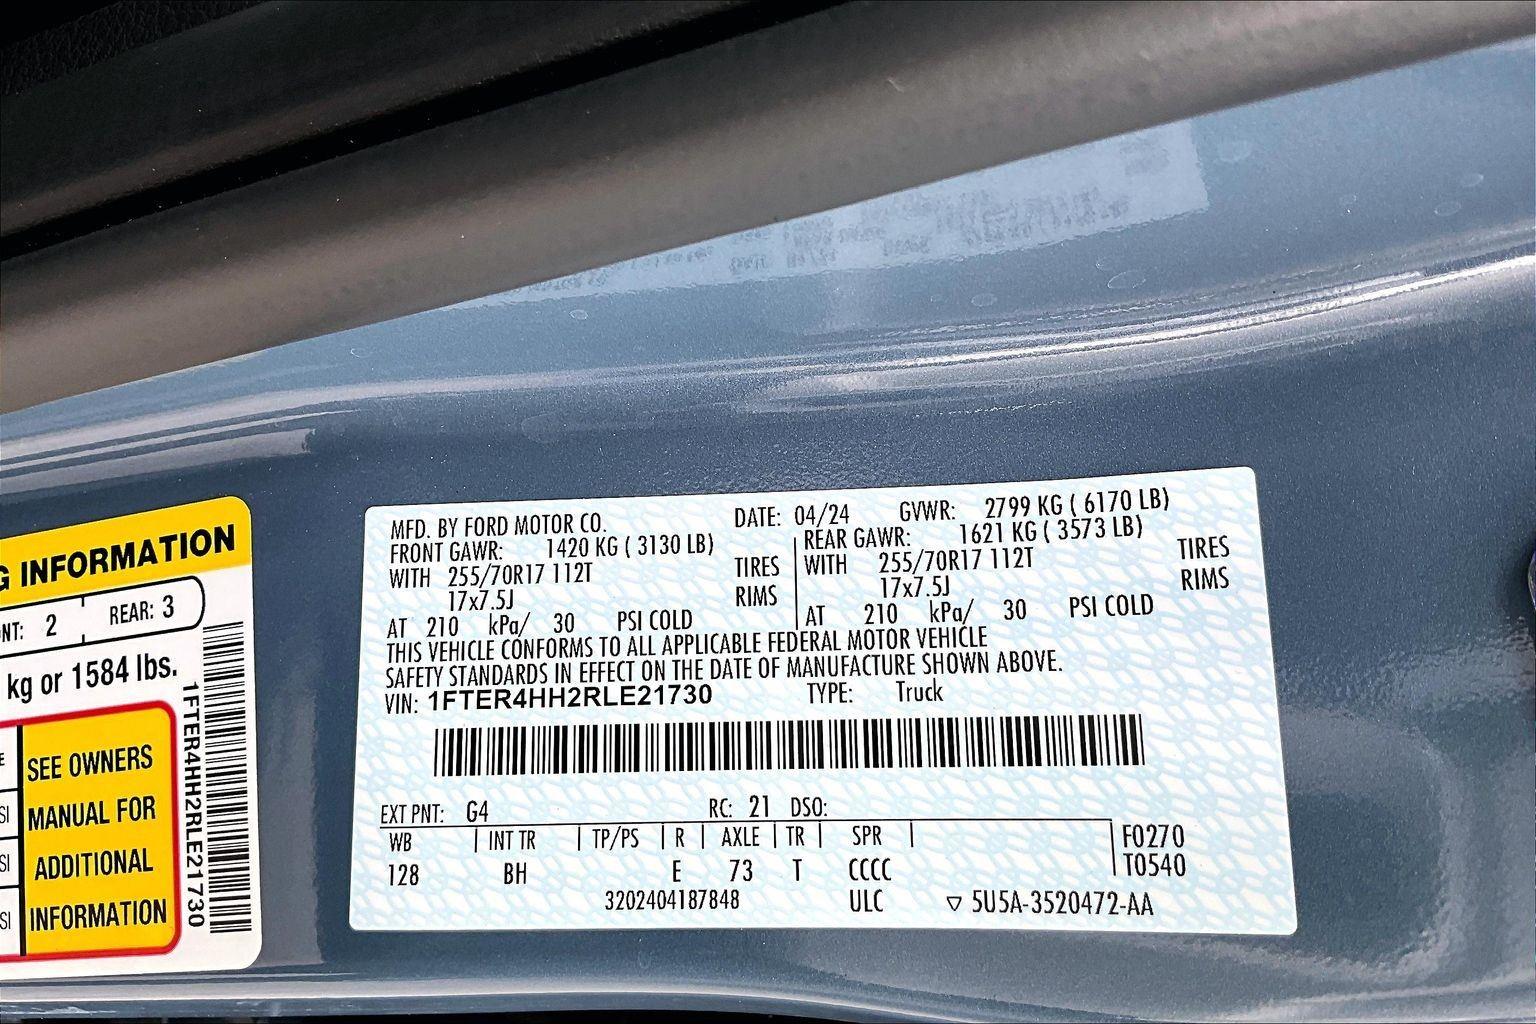 G INFORMATION
NT: 2 REAR: 3
kg or 1584 lbs.
SEE OWNERS
MANUAL FOR
ADDITIONAL
INFORMATION
E
SI
SI
SI
1FTER4HH2RLE21730
MFD. BY FORD MOTOR CO. DATE: 04/24 GVWR: 2799 KG ( 6170 LB)
FRONT GAWR: 1420 KG ( 3130 LB) REAR GAWR: 1621 KG ( 3573 LB)
WITH 255/70R17 112T TIRES WITH 255/70R17 112T TIRES
17x7.5J RIMS 17x7.5J RIMS
AT 210 kPa/ 30 PSI COLD AT 210 kPa/ 30 PSI COLD
THIS VEHICLE CONFORMS TO ALL APPLICABLE FEDERAL MOTOR VEHICLE
SAFETY STANDARDS IN EFFECT ON THE DATE OF MANUFACTURE SHOWN ABOVE.
VIN: 1FTER4HH2RLE21730 TYPE: Truck
EXT PNT: G4 RC: 21 DSO:
WB INT TR TP/PS R AXLE TR SPR F0270
128 BH E 73 T CCCC T0540
3202404187848 ULC ▽ 5U5A-3520472-AA